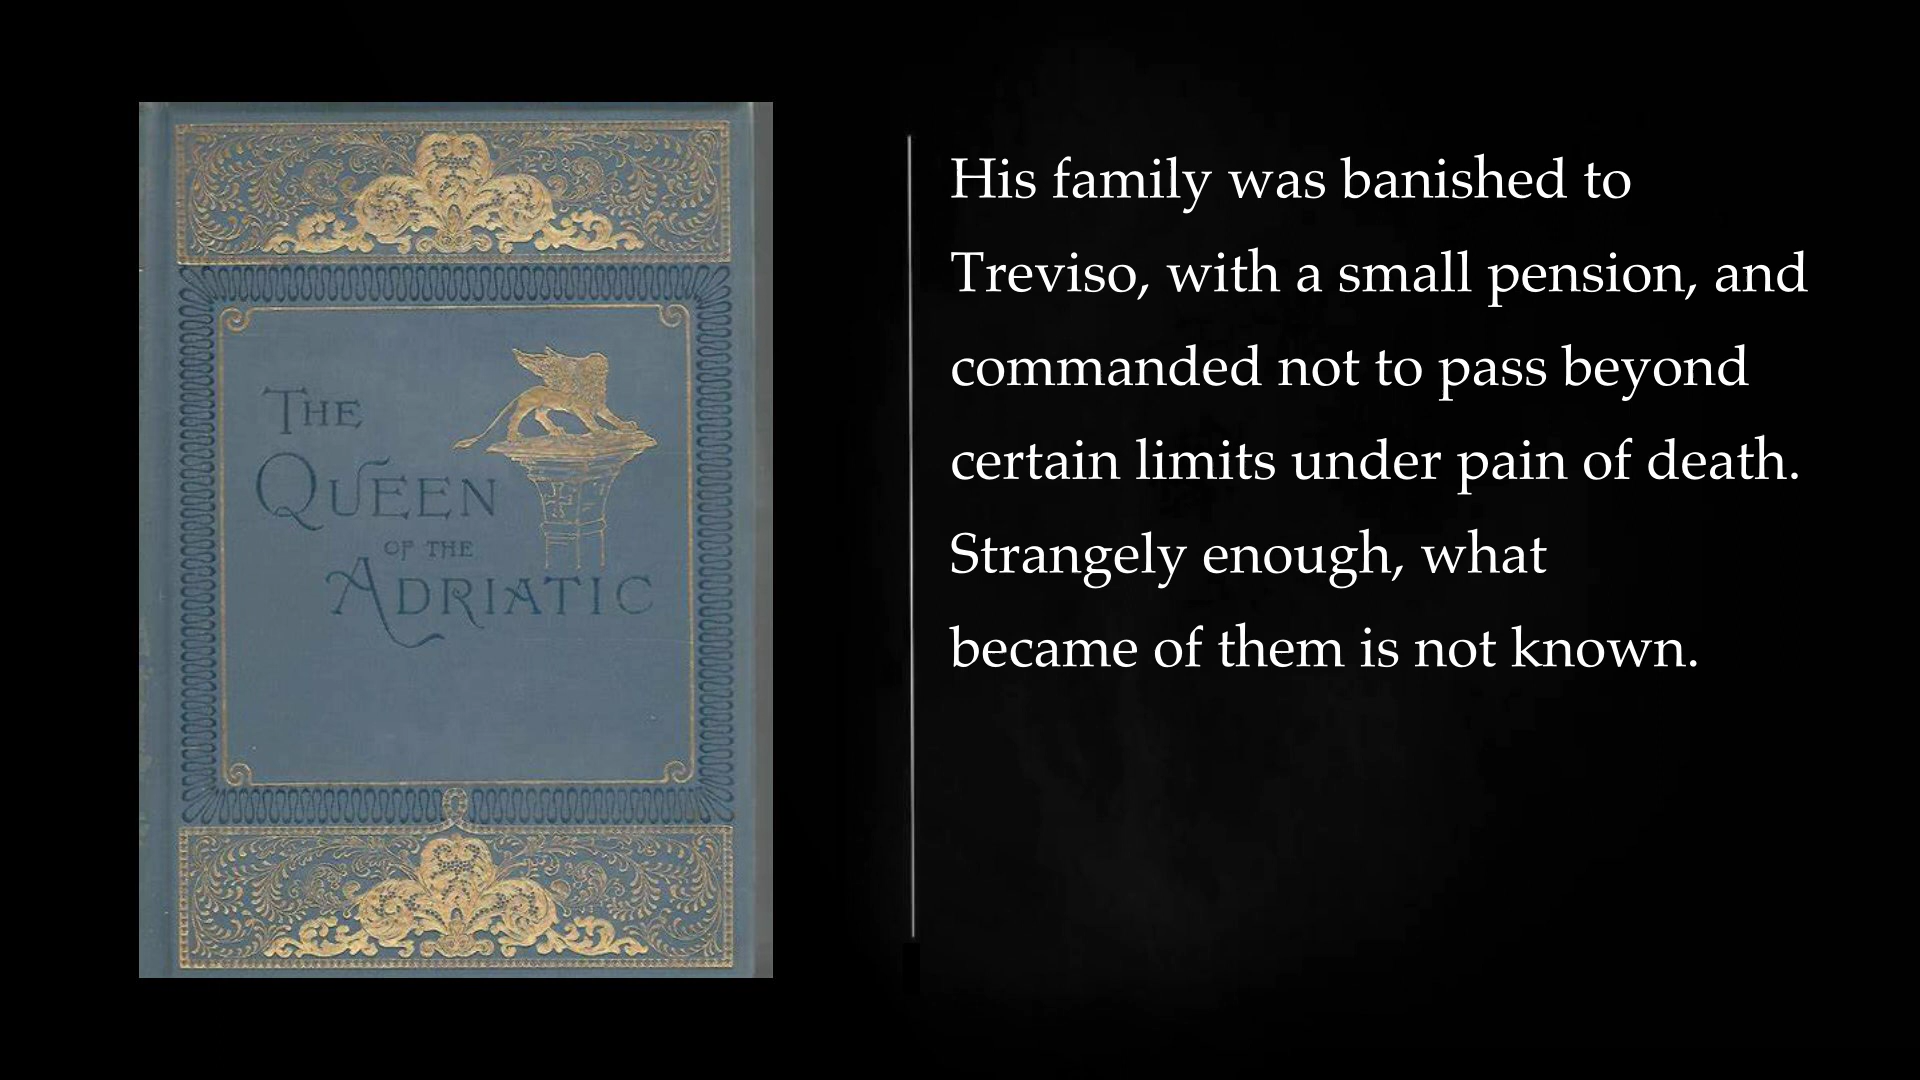 THE
QUEEN
OF THE
ADRIATIC
His family was banished to
Treviso, with a small pension, and
commanded not to pass beyond
certain limits under pain of death.
Strangely enough, what
became of them is not known.